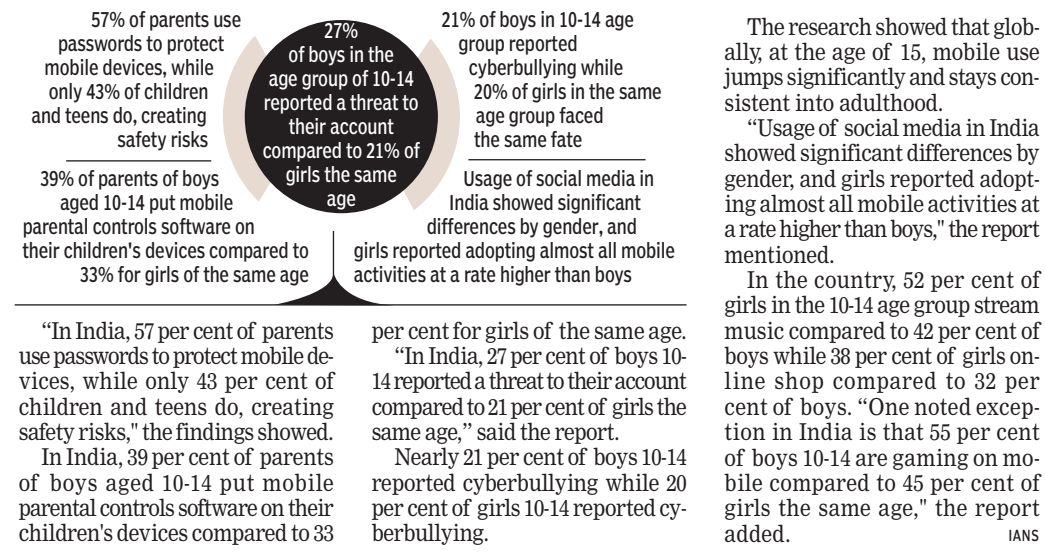 57% of parents use
passwords to protect
mobile devices, while
only 43% of children
and teens do, creating
safety risks
39% of parents of boys
aged 10-14 put mobile
parental controls software on
their children's devices compared to
33% for girls of the same age
27%
of boys in the
age group of 10-14
reported a threat to
their account
compared to 21% of
girls the same
age
21% of boys in 10-14 age
group reported
cyberbullying while
20% of girls in the same
age group faced
the same fate
Usage of social media in
India showed significant
differences by gender, and
girls reported adopting almost all mobile
activities at a rate higher than boys
“In India, 57 per cent of parents
use passwords to protect mobile de-
vices, while only 43 per cent of
children and teens do, creating
safety risks," the findings showed.
In India, 39 per cent of parents
of boys aged 10-14 put mobile
parental controls software on their
children's devices compared to 33
per cent for girls of the same age.
“In India, 27 per cent of boys 10-
14 reported a threat to their account
compared to 21 per cent of girls the
same age,” said the report.
Nearly 21 per cent of boys 10-14
reported cyberbullying while 20
per cent of girls 10-14 reported cy-
berbullying.
The research showed that glob-
ally, at the age of 15, mobile use
jumps significantly and stays con-
sistent into adulthood.
“Usage of social media in India
showed significant differences by
gender, and girls reported adopt-
ing almost all mobile activities at
a rate higher than boys," the report
mentioned.
In the country, 52 per cent of
girls in the 10-14 age group stream
music compared to 42 per cent of
boys while 38 per cent of girls on-
line shop compared to 32 per
cent of boys. “One noted excep-
tion in India is that 55 per cent
of boys 10-14 are gaming on mo-
bile compared to 45 per cent of
girls the same age," the report
added. IANS